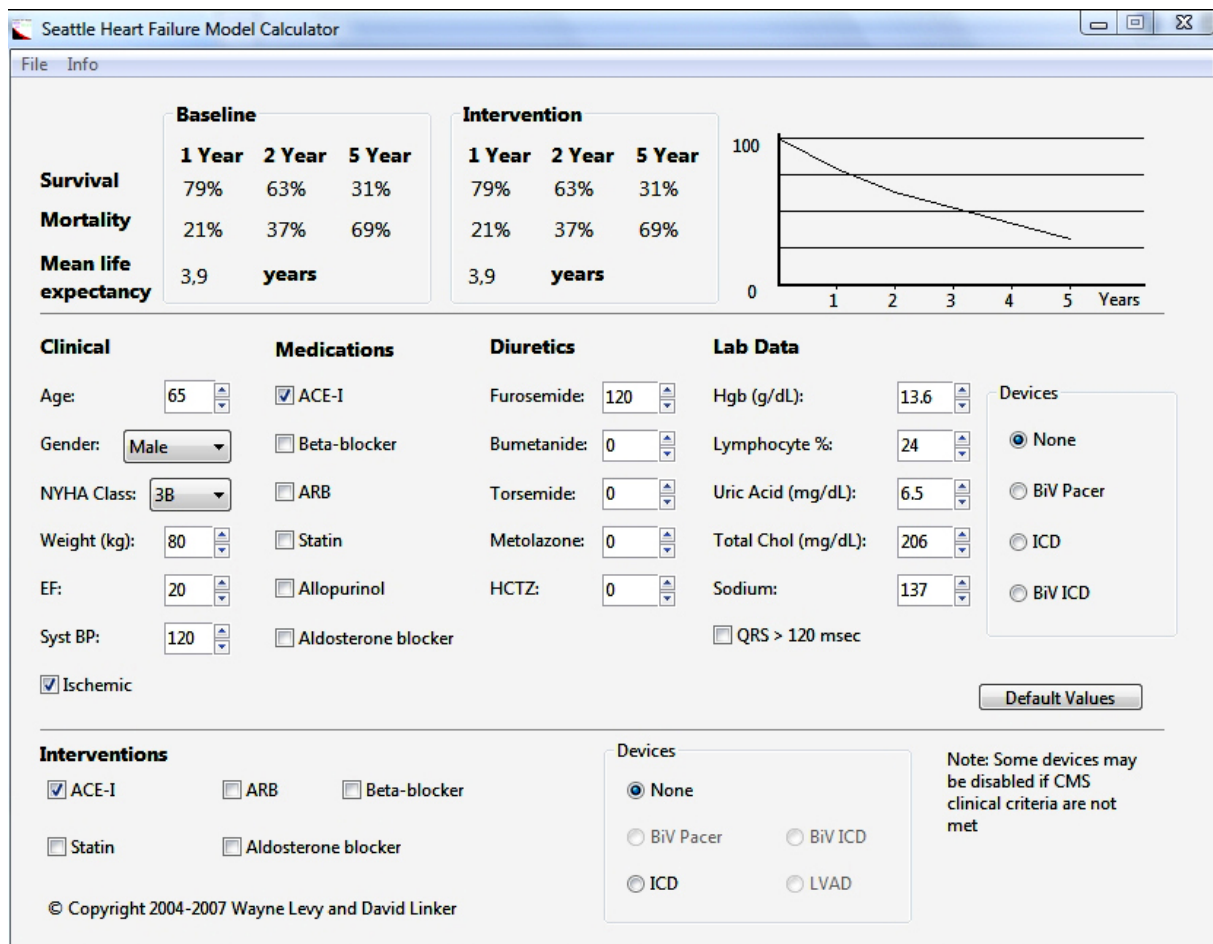 Seattle Heart Failure Model Calculator
File Info
Baseline
Intervention
1 Year 2 Year 5 Year
1 Year 2 Year 5 Year
Survival
79% 63% 31%
79% 63% 31%
Mortality
21% 37% 69%
21% 37% 69%
Mean life
expectancy
3,9 years
3,9 years
100
0
1 2 3 4 5 Years
Clinical
Age: 65
Gender: Male
NYHA Class: 3B
Weight (kg): 80
EF: 20
Syst BP: 120
Ischemic
Medications
ACE-I
Beta-blocker
ARB
Statin
Allopurinol
Aldosterone blocker
Diuretics
Furosemide: 120
Bumetanide: 0
Torsemide: 0
Metolazone: 0
HCTZ: 0
Lab Data
Hgb (g/dL): 13.6
Lymphocyte %: 24
Uric Acid (mg/dL): 6.5
Total Chol (mg/dL): 206
Sodium: 137
QRS > 120 msec
Devices
None
BiV Pacer
ICD
BiV ICD
Default Values
Interventions
ACE-I ARB Beta-blocker
Statin Aldosterone blocker
Devices
None
BiV Pacer BiV ICD
ICD LVAD
Note: Some devices may
be disabled if CMS
clinical criteria are not
met
© Copyright 2004-2007 Wayne Levy and David Linker